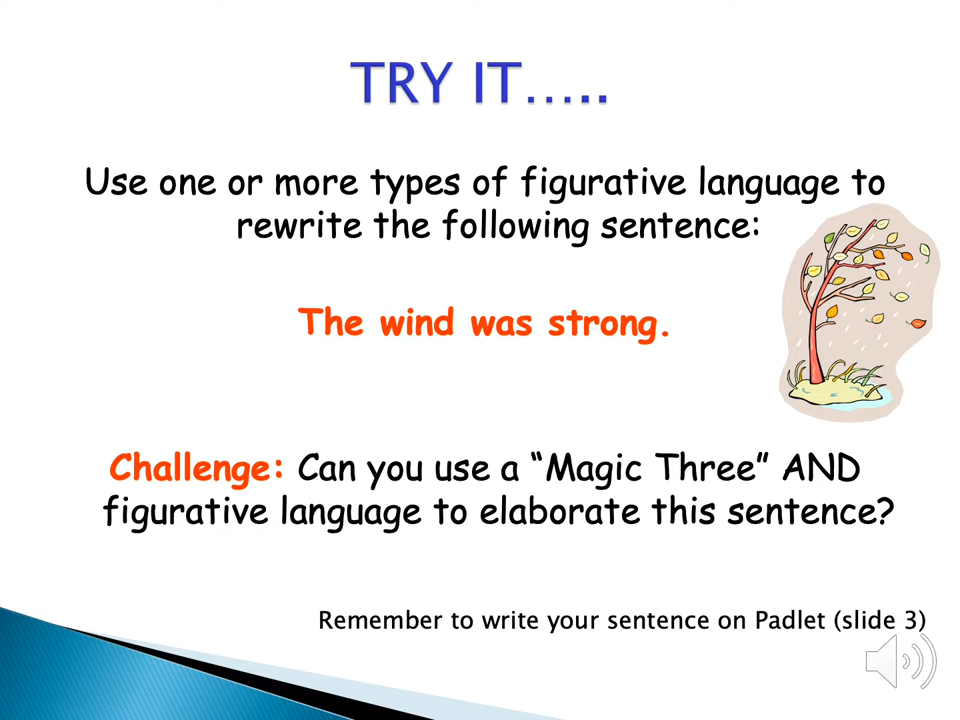 TRY IT…..
Use one or more types of figurative language to
rewrite the following sentence:
The wind was strong.
Challenge: Can you use a “Magic Three” AND
figurative language to elaborate this sentence?
Remember to write your sentence on Padlet (slide 3)